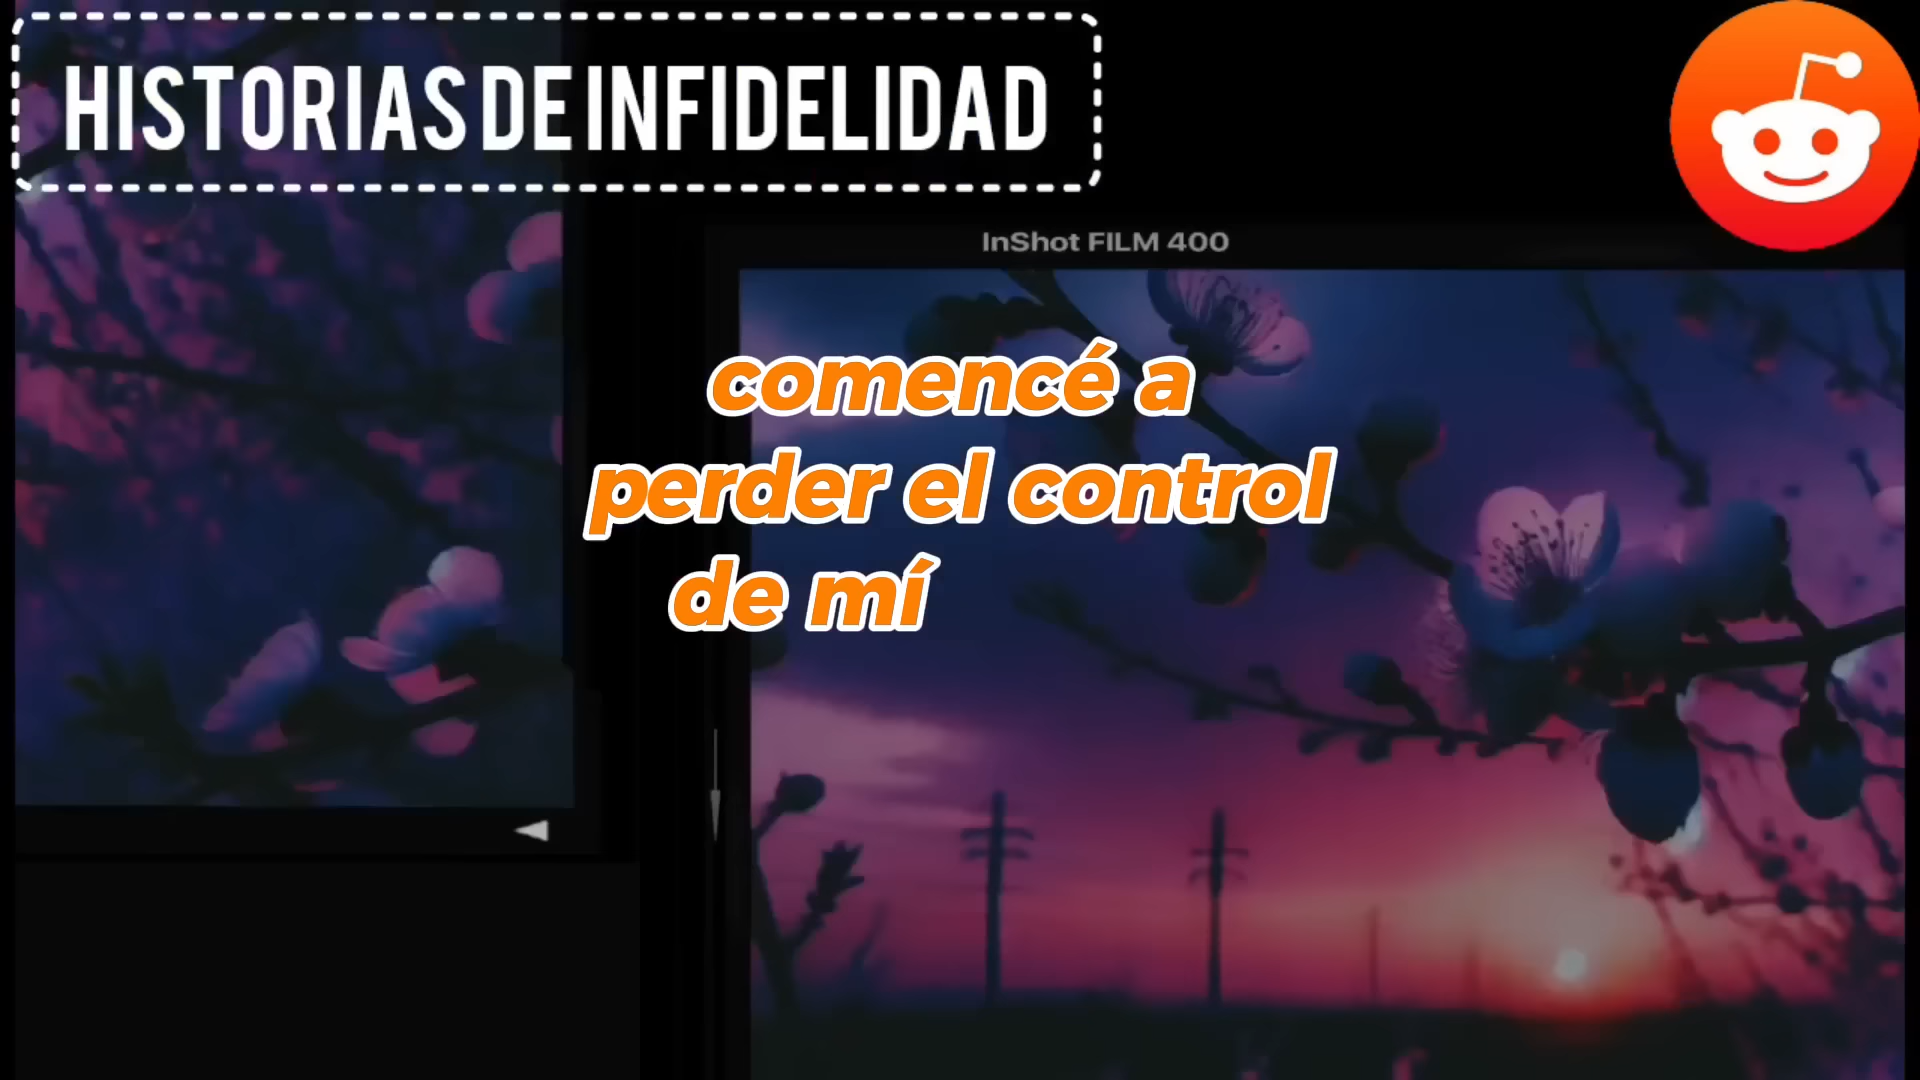 HISTORIAS DE INFIDELIDAD
InShot FILM 400
comencé a
perder el control
de mí